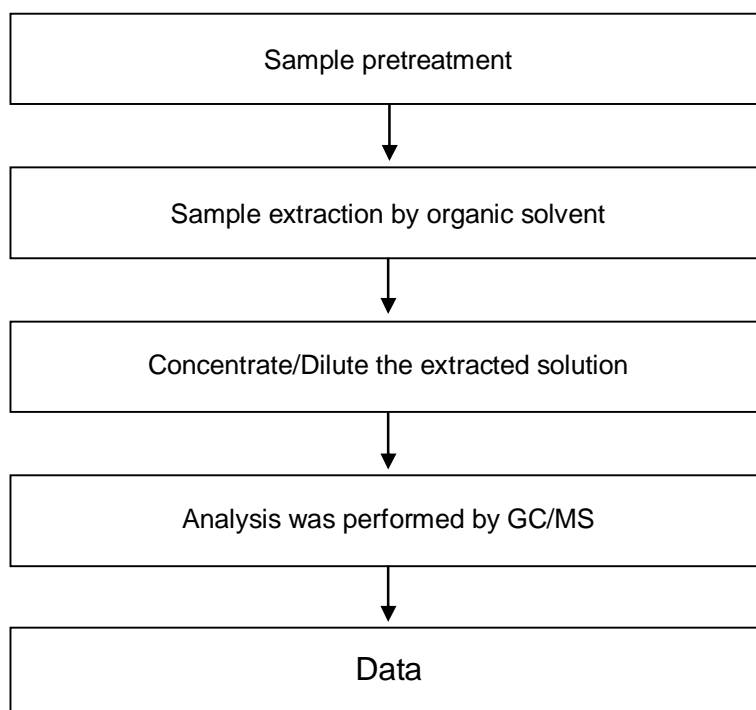 Sample pretreatment
Sample extraction by organic solvent
Concentrate/Dilute the extracted solution
Analysis was performed by GC/MS
Data